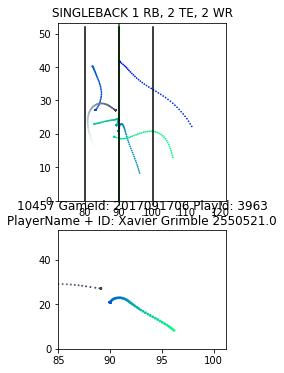 SINGLEBACK 1 RB, 2 TE, 2 WR
50
40
30
20
10
0
80 90 100 110 120
10457 GameId: 2017091706 PlayId: 3963
PlayerName + ID: Xavier Grimble 2550521.0
40
20
0
85 90 95 100